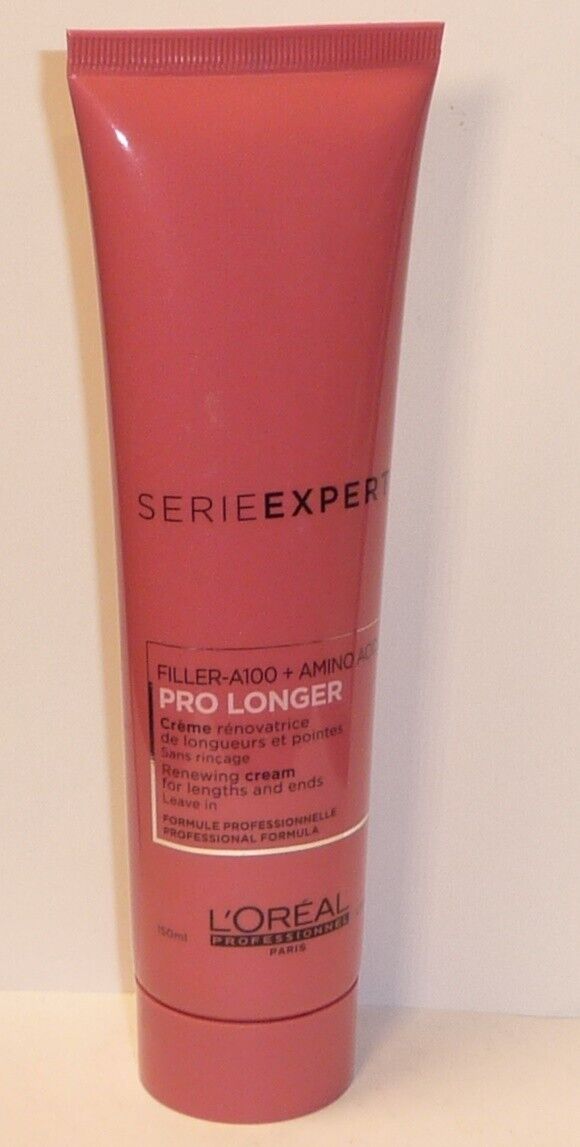 SERIEEXPERT
FILLER-A100 + AMINO ACID
PRO LONGER
Crème rénovatrice
de longueurs et pointes
Sans rinçage
Renewing cream
for lengths and ends
Leave in
FORMULE PROFESSIONNELLE
PROFESSIONAL FORMULA
150ml
L'ORÉAL
PROFESSIONNEL
PARIS